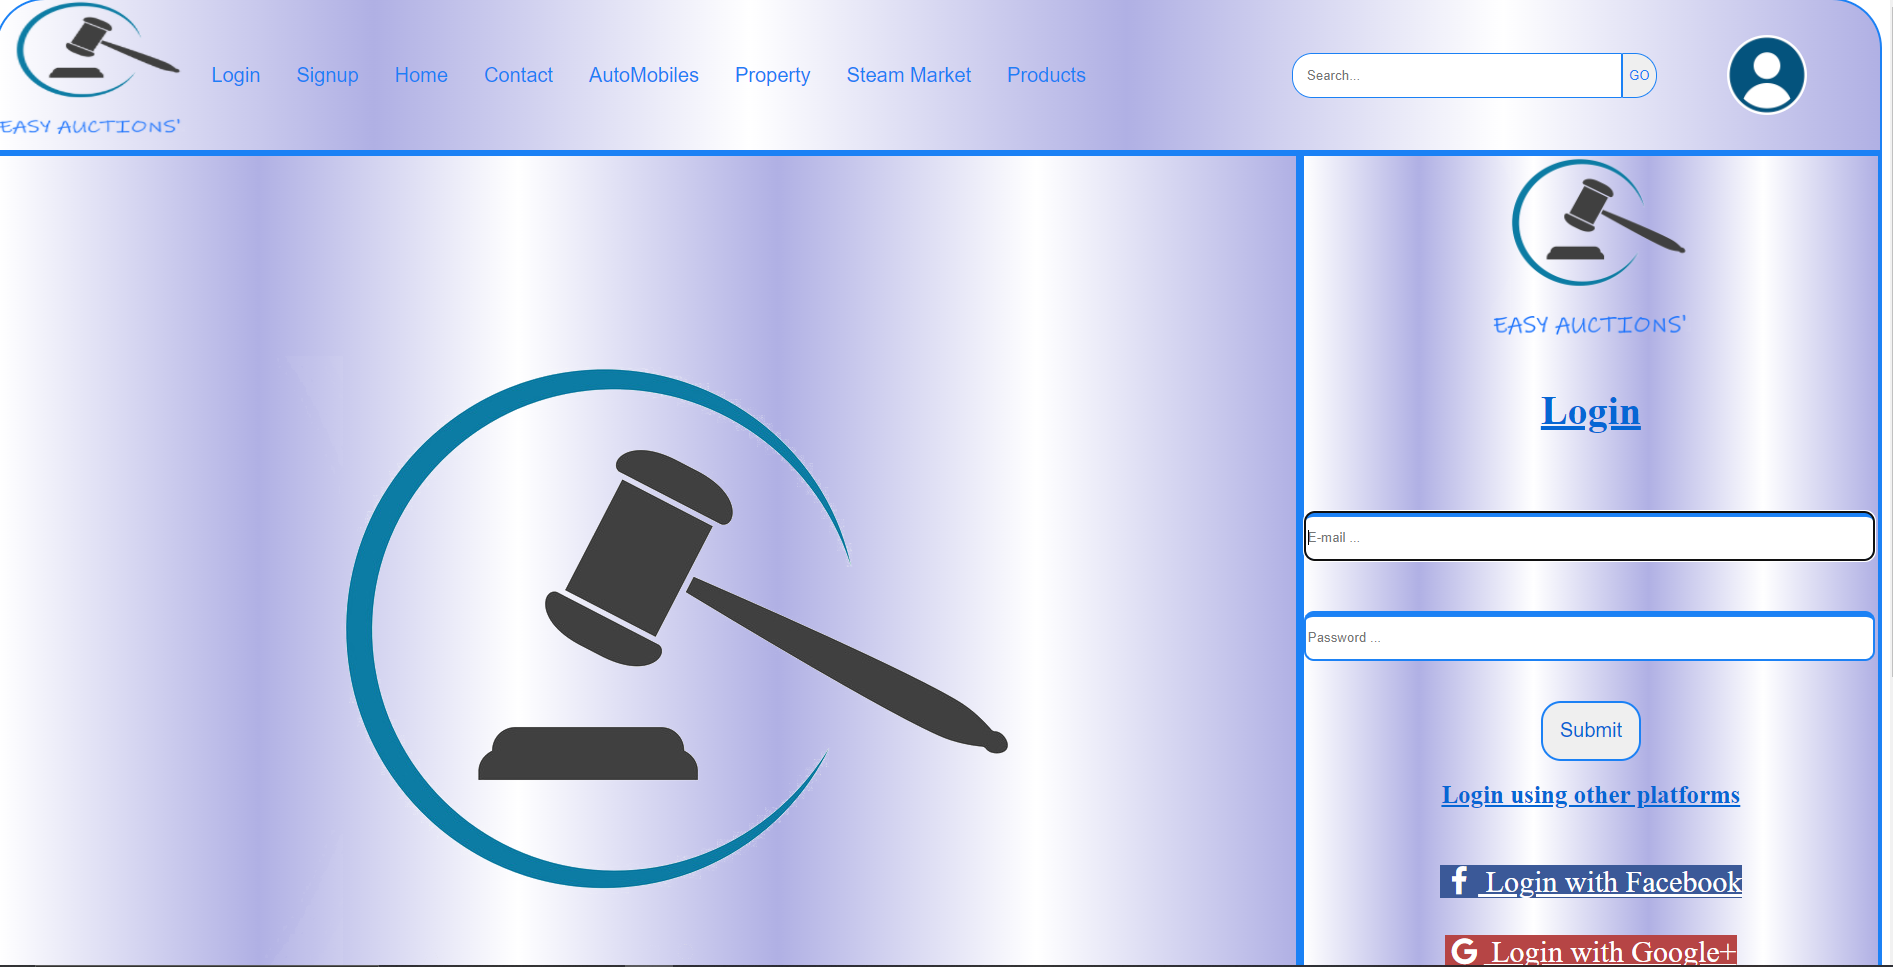 EASY AUCTIONS'
Login Signup Home Contact AutoMobiles Property Steam Market Products
Search...
GO
EASY AUCTIONS'
Login
E-mail ...
Password ...
Submit
Login using other platforms
Login with Facebook
Login with Google+